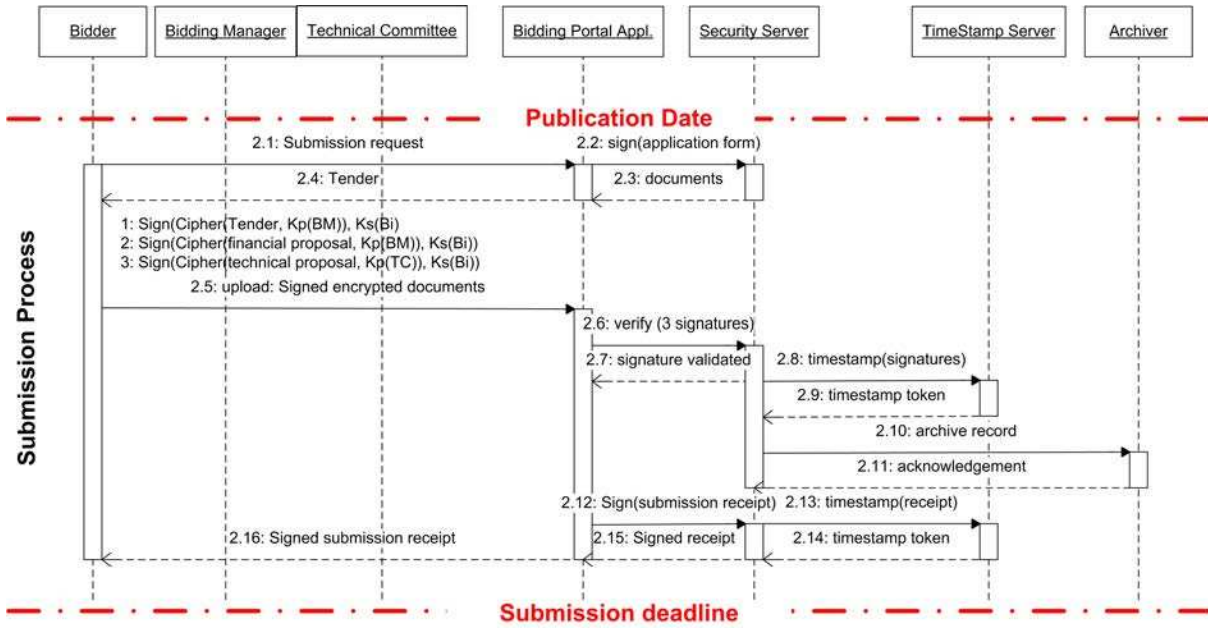 Bidder
Bidding Manager
Technical Committee
Bidding Portal Appl.
Security Server
TimeStamp Server
Archiver
Publication Date
2.1: Submission request
2.2: sign(application form)
2.4: Tender
2.3: documents
1: Sign(Cipher(Tender, Kp(BM)), Ks(Bi)
2: Sign(Cipher(financial proposal, Kp(BM)), Ks(Bi))
3: Sign(Cipher(technical proposal, Kp(TC)), Ks(Bi))
2.5: upload: Signed encrypted documents
Submission Process
2.6: verify (3 signatures)
2.7: signature validated
2.8: timestamp(signatures)
2.9: timestamp token
2.10: archive record
2.11: acknowledgement
2.12: Sign(submission receipt)
2.13: timestamp(receipt)
2.16: Signed submission receipt
2.15: Signed receipt
2.14: timestamp token
Submission deadline